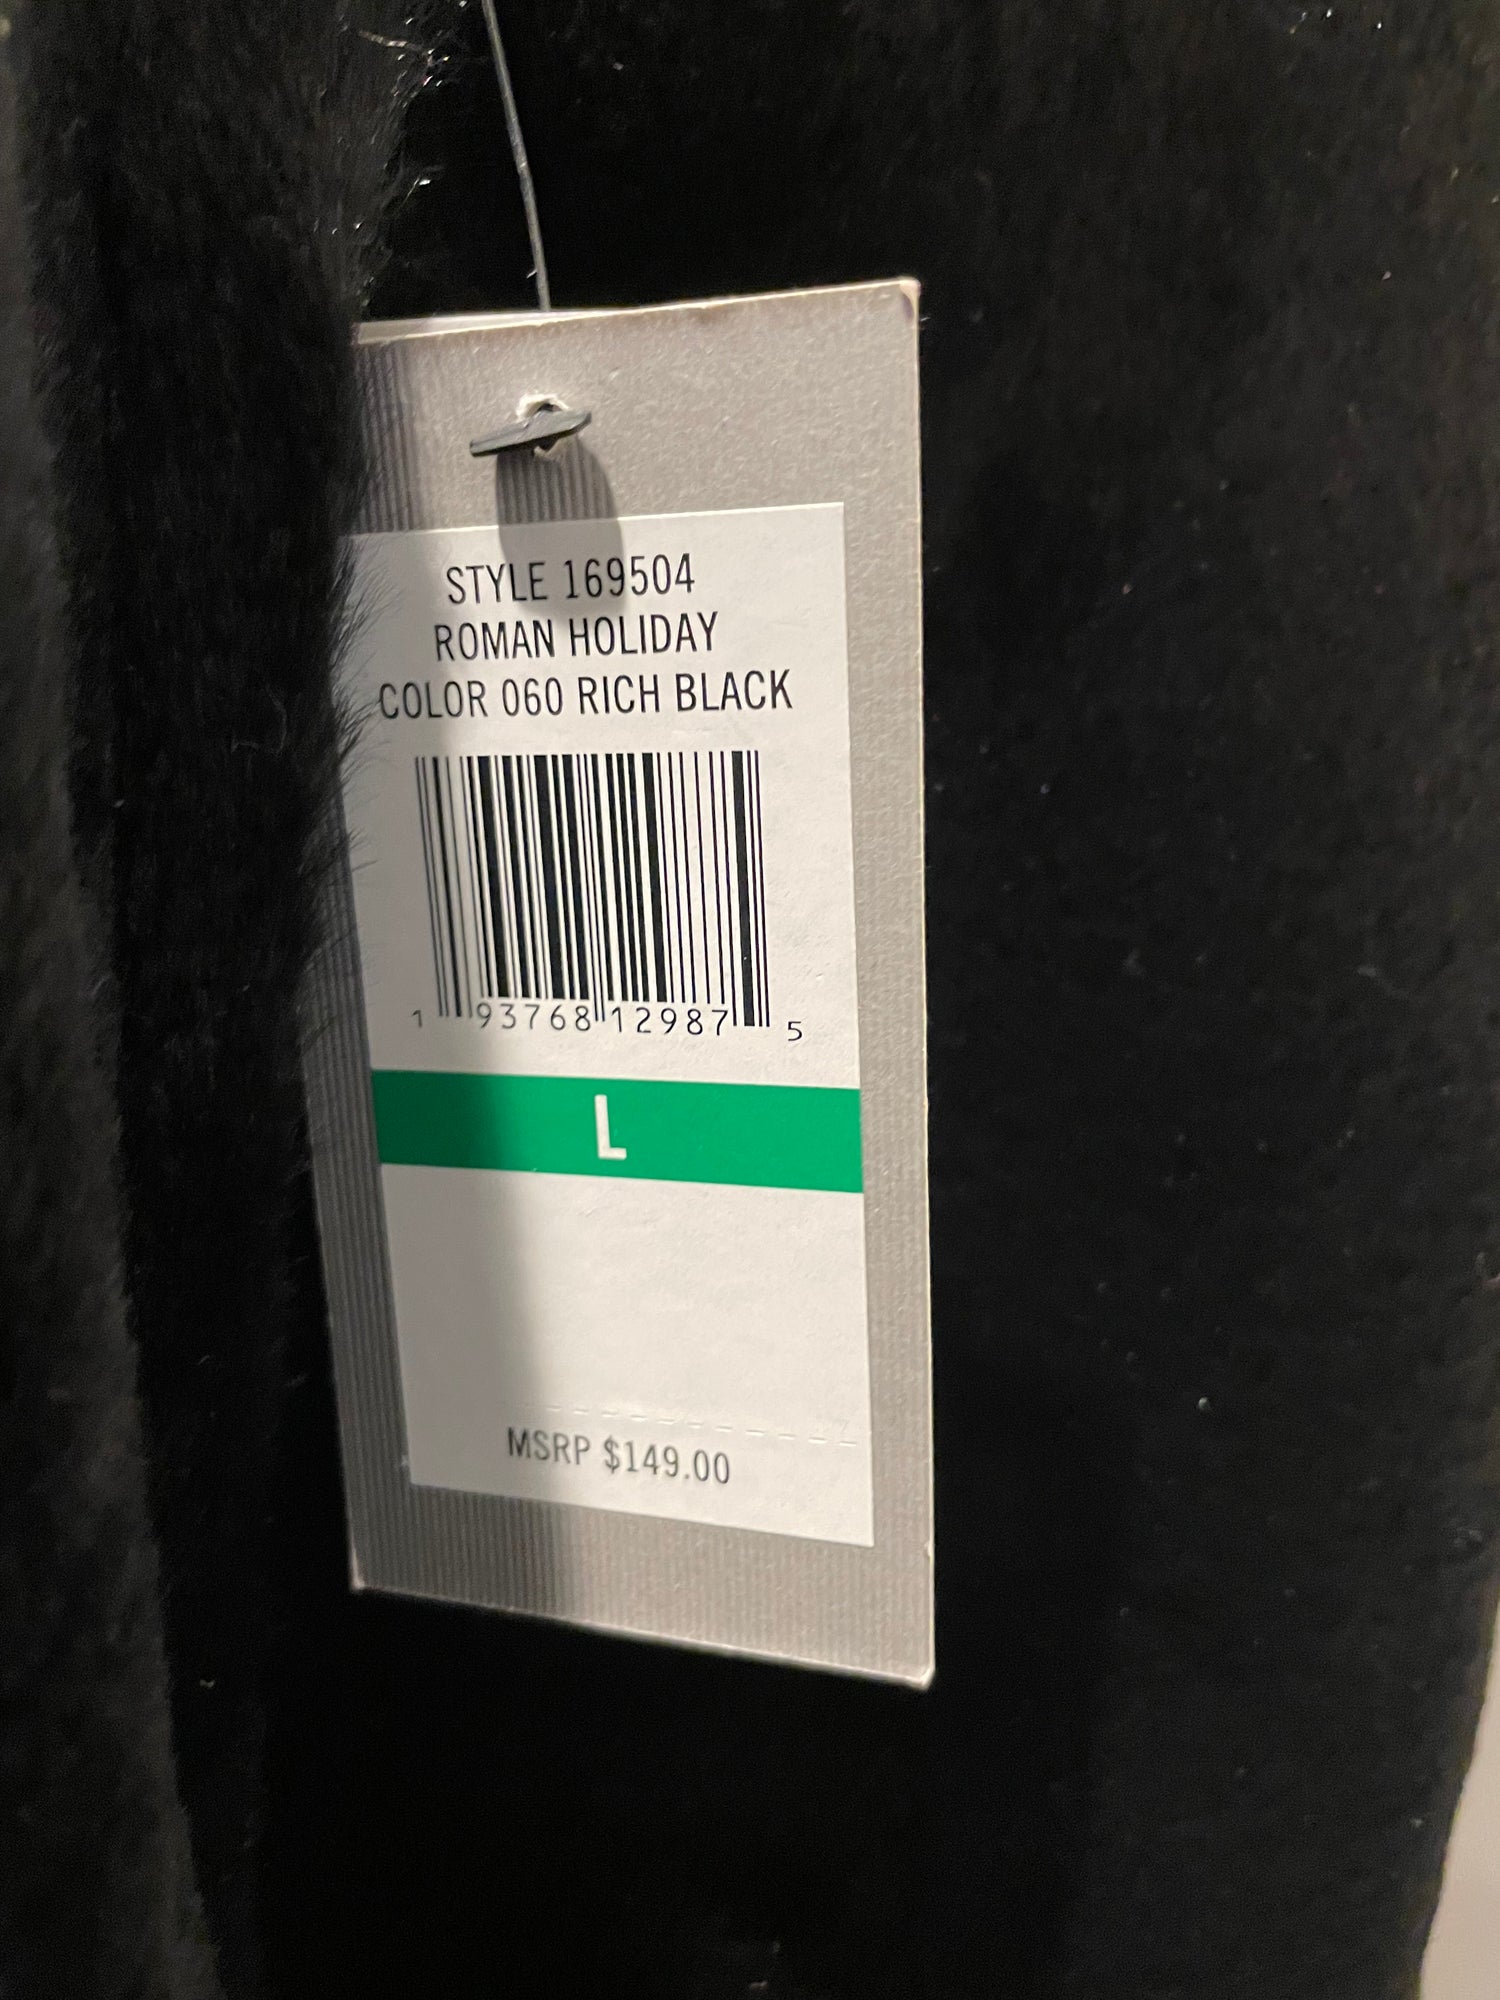 STYLE 169504
ROMAN HOLIDAY
COLOR 060 RICH BLACK
1 93768 12987 5
L
MSRP $149.00